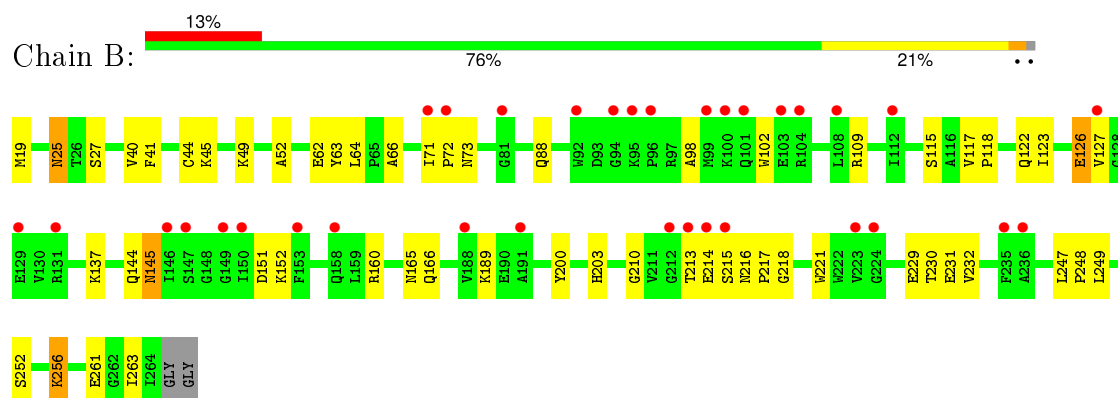 13%
Chain B:
76% 21% • •
M19 N25 T26 S27 V40 F41 C44 K45 K49 A52 E62 Y63 L64 P65 A66 I71 P72 N73 G81 Q88 W92 D93 G94 K95 P96 R97 A98 M99 K100 Q101 W102 E103 R104 L108 R109 I112 S115 A116 V117 P118 Q122 I123 E126 V127 G128
E129 V130 R131 K137 Q144 N145 I146 S147 G148 G149 I150 D151 K152 F153 Q158 L159 R160 N165 Q166 V188 K189 E190 A191 Y200 H203 G210 V211 G212 T213 E214 S215 N216 P217 G218 W221 W222 V223 G224 E229 T230 E231 V232 F235 A236 L247 P248 L249
S252 K256 E261 G262 I263 I264 GLY GLY